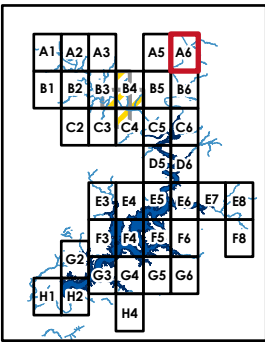 A1 A2 A3 A5 A6
B1 B2 B3 B4 B5 B6
C2 C3 C4 C5 C6
D5 D6
E3 E4 E5 E6 E7 E8
F3 F4 F5 F6 F8
G2 G3 G4 G5 G6
H1 H2 H4